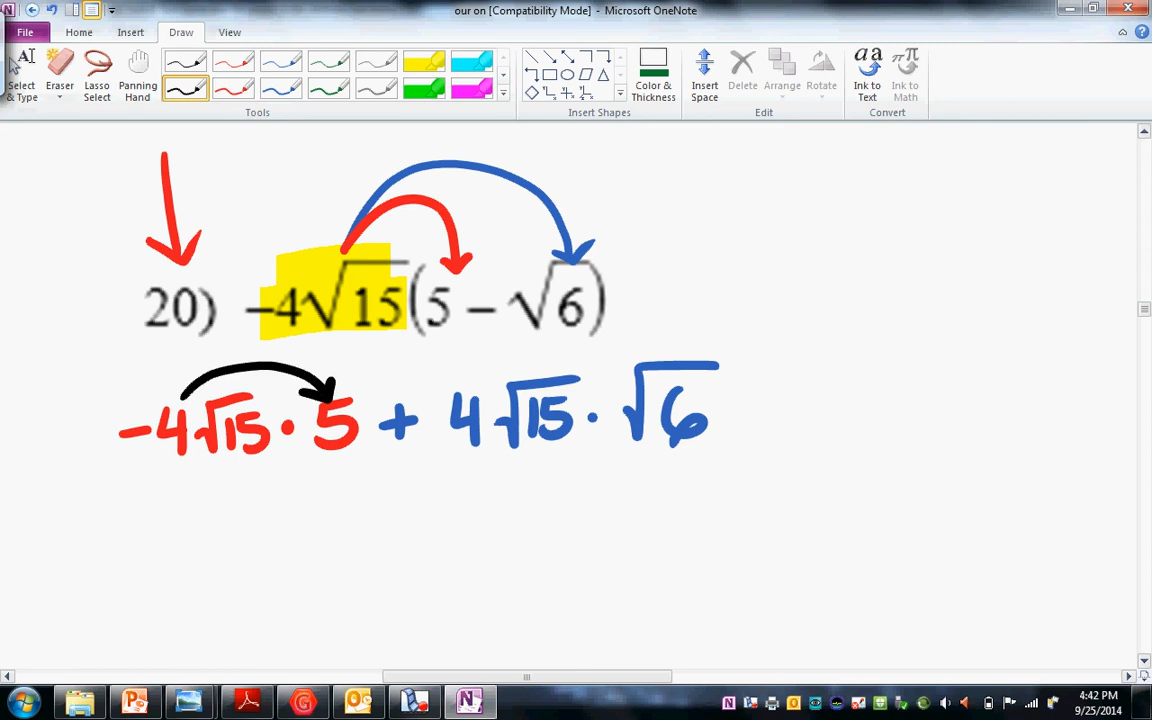 our on [Compatibility Mode] - Microsoft OneNote
File Home Insert Draw View
Select & Type
Eraser
Lasso Select
Panning Hand
Color & Thickness
Insert Space
Delete
Arrange
Rotate
Ink to Text
Ink to Math
Tools
Insert Shapes
Edit
Convert
20) -4√15(5 - √6)
-4√15 · 5 + 4√15 · √6
4:42 PM
9/25/2014